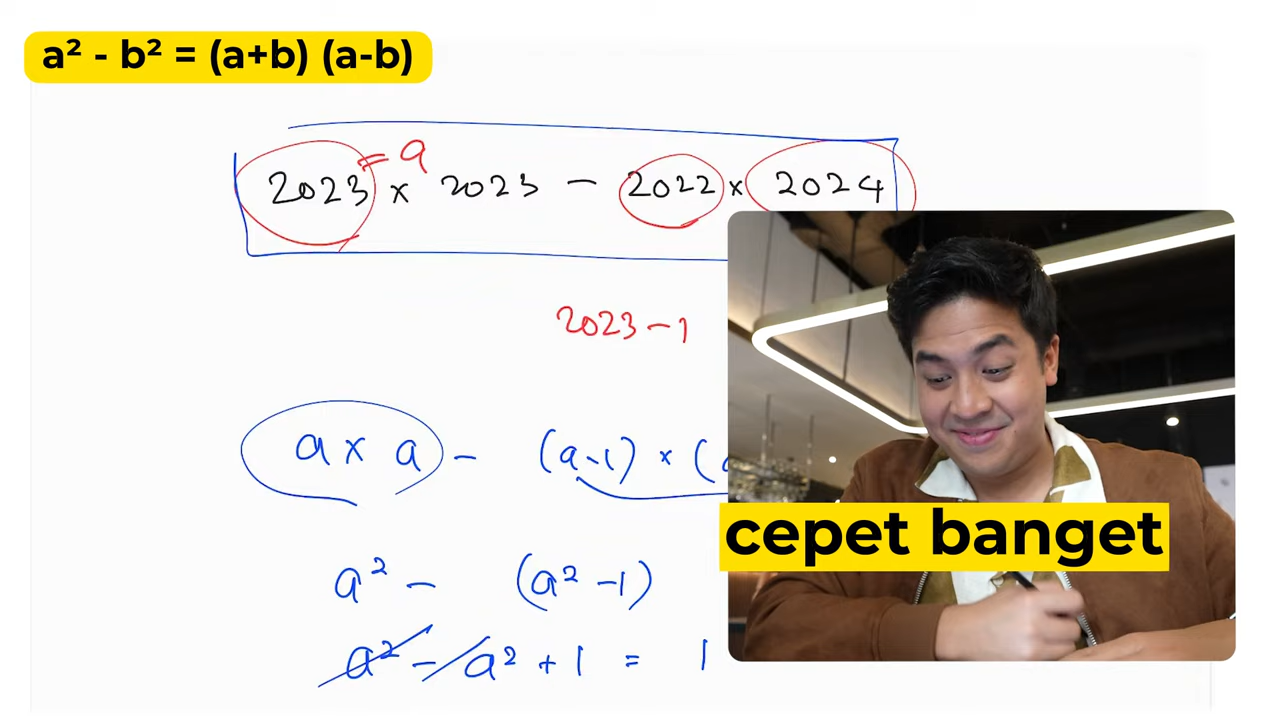 a² - b² = (a+b) (a-b)
= a
2023 x 2023 - 2022 x 2024
2023 - 1
a x a - (a-1) x (
cepet banget
a² - (a² - 1)
a² - a² + 1 = 1